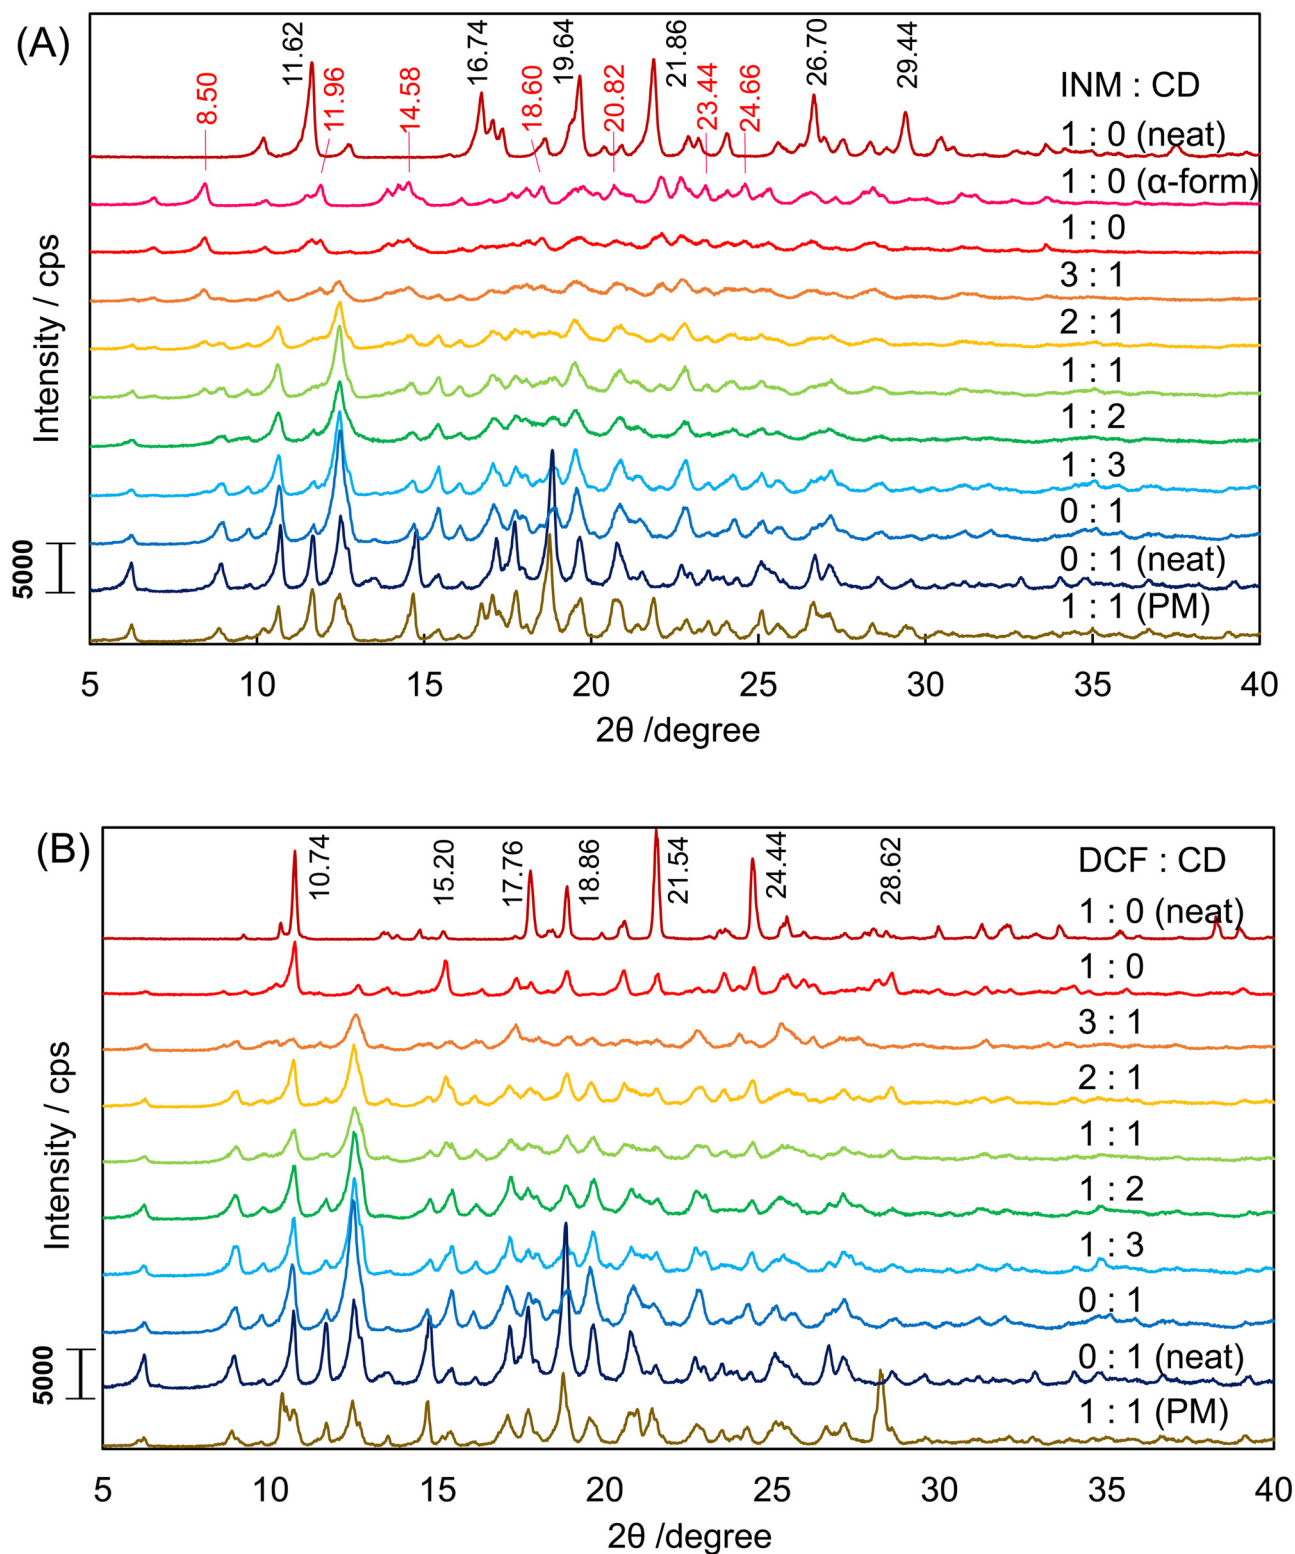 (A)
11.62
16.74
19.64
21.86
26.70
29.44
8.50
11.96
14.58
18.60
20.82
23.44
24.66
INM : CD
1 : 0 (neat)
1 : 0 (α-form)
1 : 0
3 : 1
2 : 1
1 : 1
1 : 2
1 : 3
0 : 1
0 : 1 (neat)
1 : 1 (PM)
Intensity / cps
5000
5 10 15 20 25 30 35 40
2θ /degree
(B)
10.74
15.20
17.76
18.86
21.54
24.44
28.62
DCF : CD
1 : 0 (neat)
1 : 0
3 : 1
2 : 1
1 : 1
1 : 2
1 : 3
0 : 1
0 : 1 (neat)
1 : 1 (PM)
Intensity / cps
5000
5 10 15 20 25 30 35 40
2θ /degree